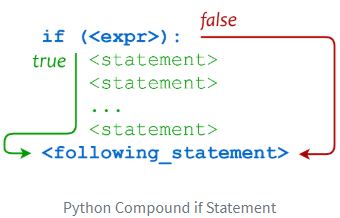 false
if (<expr>):
true
<statement>
<statement>
...
<statement>
<following_statement>
Python Compound if Statement